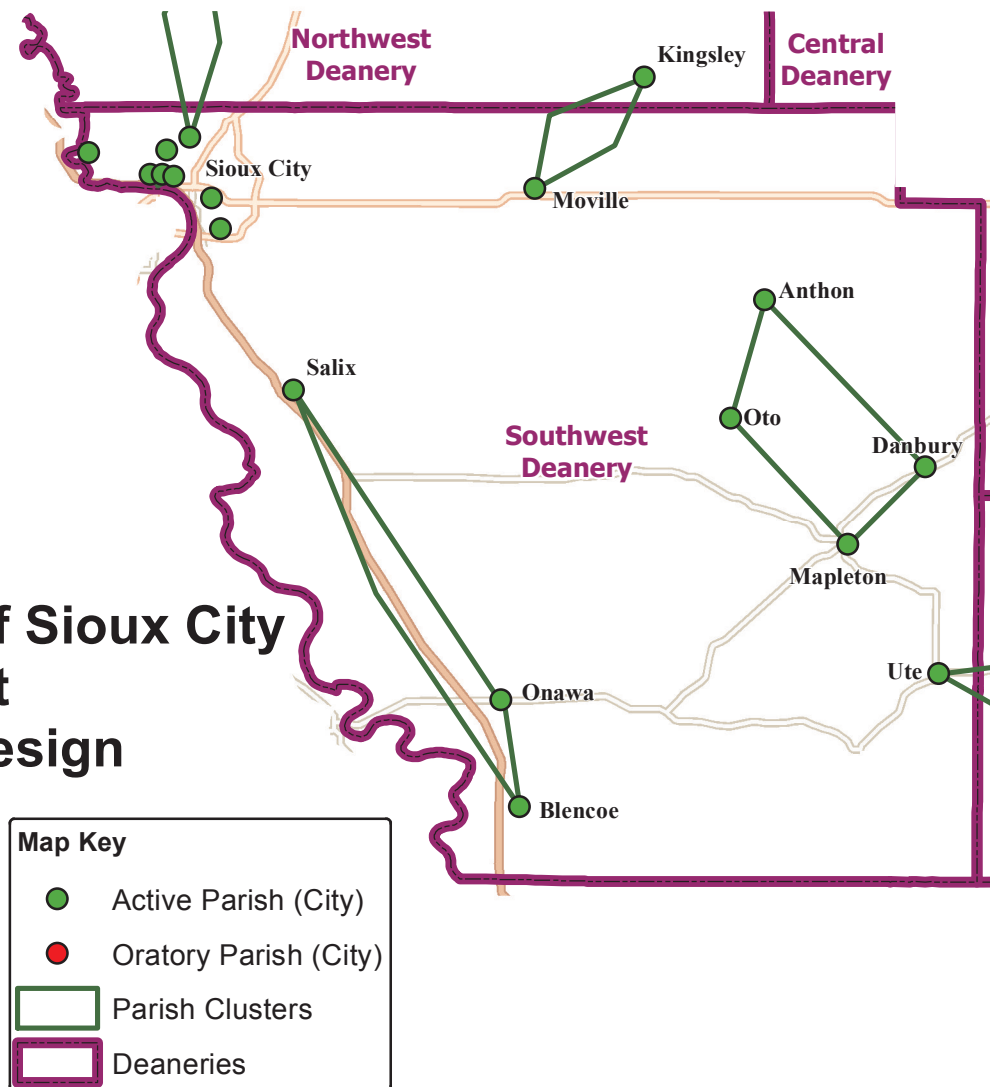 Northwest
Deanery
Central
Deanery
Kingsley
Sioux City
Moville
Anthon
Salix
Oto
Southwest
Deanery
Danbury
Mapleton
f Sioux City
t
esign
Ute
Onawa
Blencoe
Map Key
Active Parish (City)
Oratory Parish (City)
Parish Clusters
Deaneries